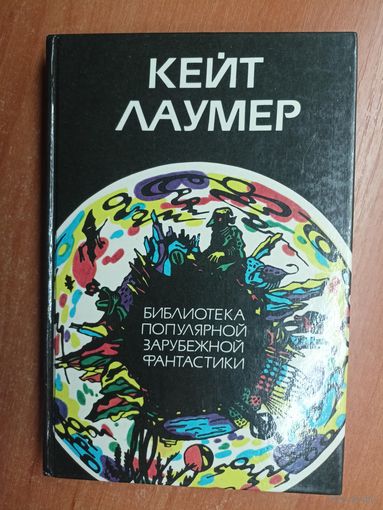 КЕЙТ
ЛАУМЕР
БИБЛИОТЕКА
ПОПУЛЯРНОЙ
ЗАРУБЕЖНОЙ
ФАНТАСТИКИ